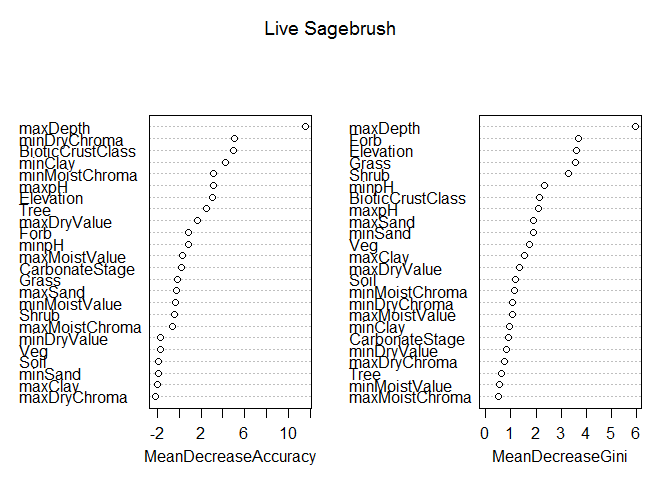 Live Sagebrush
maxDepth
minDryChroma
BioticCrustClass
minClay
minMoistChroma
maxpH
Elevation
Tree
maxDryValue
Forb
minpH
maxMoistValue
CarbonateStage
Grass
maxSand
minMoistValue
Shrub
maxMoistChroma
minDryValue
Veg
Soil
minSand
maxClay
maxDryChroma
-2 2 6 10
MeanDecreaseAccuracy
maxDepth
Forb
Elevation
Grass
Shrub
minpH
BioticCrustClass
maxpH
maxSand
minSand
Veg
maxClay
maxDryValue
Soil
minMoistChroma
minDryChroma
maxMoistValue
minClay
CarbonateStage
minDryValue
maxDryChroma
Tree
minMoistValue
maxMoistChroma
0 1 2 3 4 5 6
MeanDecreaseGini